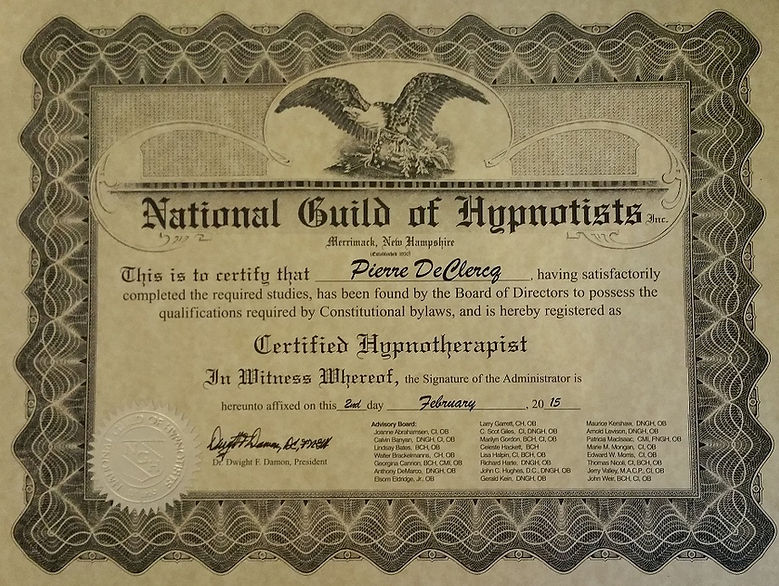 National Guild of Hypnotists Inc.
Merrimack, New Hampshire
(Established 1950)
This is to certify that Pierre DeClercq, having satisfactorily
completed the required studies, has been found by the Board of Directors to possess the
qualifications required by Constitutional bylaws, and is hereby registered as
Certified Hypnotherapist
In Witness Whereof, the Signature of the Administrator is
hereunto affixed on this 2nd day February, 2015
Dr. Dwight F. Damon, President
Advisory Board:
Joanne Abrahamsen, CI, OB
Calvin Banyan, DNGH, CI, OB
Lindsay Bates, BCH, OB
Walter Brackelmanns, CH, OB
Georgina Cannon, BCH, CMI, OB
Anthony DeMarco, DNGH, OB
Elsom Eldridge, Jr., OB
Larry Garrett, CH, OB
C. Scot Giles, CI, DNGH, OB
Marilyn Gordon, BCH, CI, OB
Celeste Hackett, BCH
Lisa Halpin, CI, BCH, OB
Richard Harte, DNGH, OB
John C. Hughes, D.C., DNGH, OB
Gerald Kein, DNGH, OB
Maurice Kershaw, DNGH, OB
Arnold Levison, DNGH, OB
Patricia MacIsaac, CMI, FNGH, OB
Marie M. Mongan, CI, OB
Edward W. Morris, CI, OB
Thomas Nicoli, CI, BCH, OB
Jerry Valley, M.A.C.P., CI, OB
John Weir, BCH, CI, OB